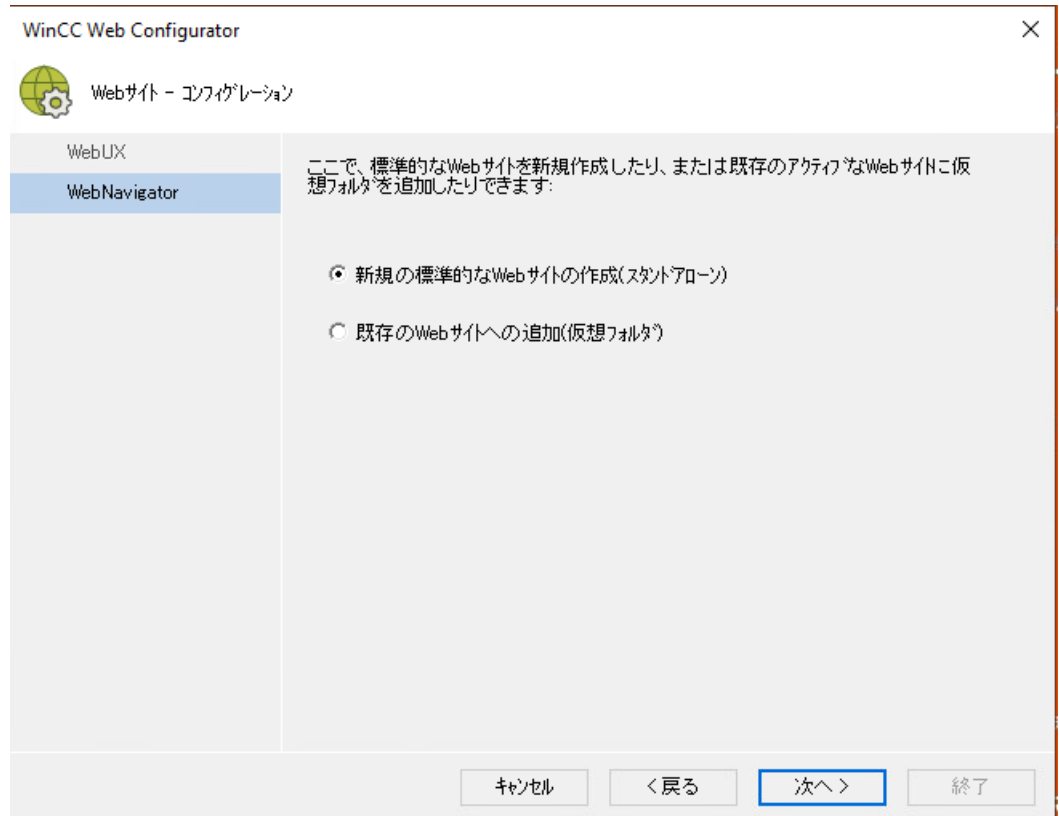 WinCC Web Configurator
Webｻｲﾄ - ｺﾝﾌｨｸﾞﾚｰｼｮﾝ
WebUX
WebNavigator
ここで、標準的なWebｻｲﾄを新規作成したり、または既存のｱｸﾃｨﾌﾞなWebｻｲﾄに仮
想ﾌｫﾙﾀﾞを追加したりできます:
新規の標準的なWebｻｲﾄの作成(ｽﾀﾝﾄﾞｱﾛｰﾝ)
既存のWebｻｲﾄへの追加(仮想ﾌｫﾙﾀﾞ)
ｷｬﾝｾﾙ
<戻る
次へ>
終了